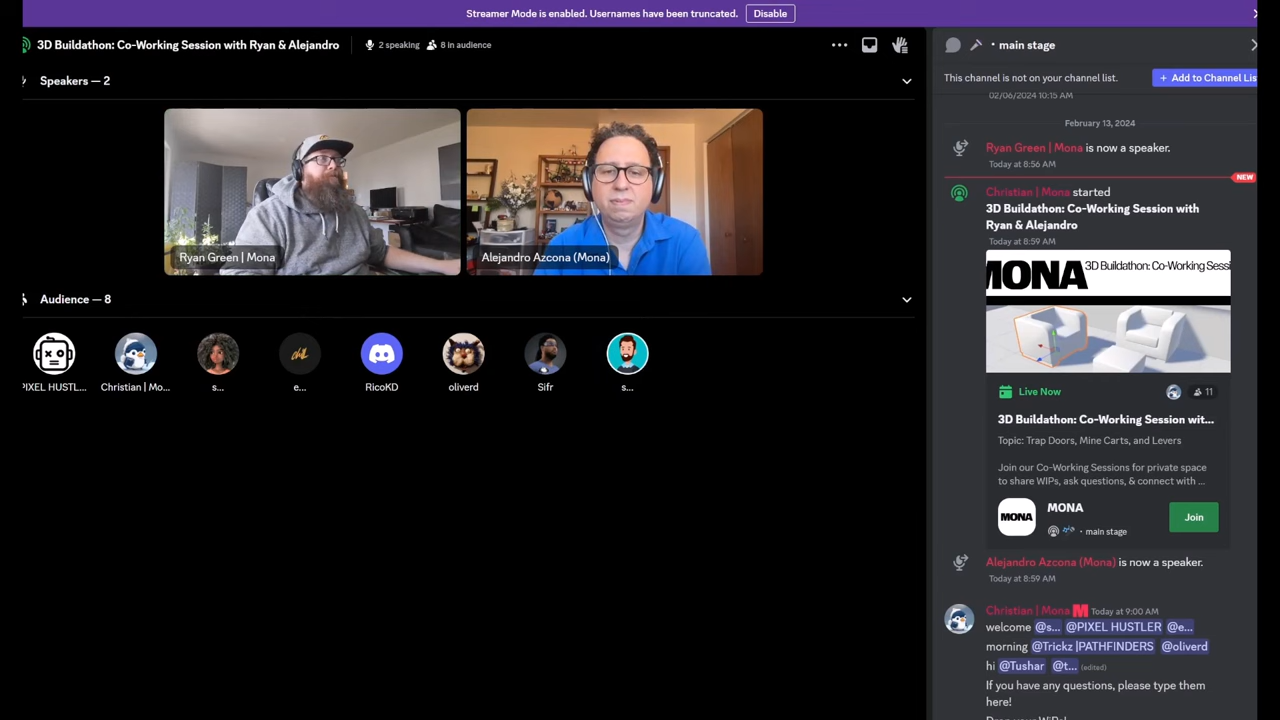 Streamer Mode is enabled. Usernames have been truncated. Disable
3D Buildathon: Co-Working Session with Ryan & Alejandro
2 speaking
8 in audience
• main stage
Speakers — 2
This channel is not on your channel list.
+ Add to Channel Lis
02/06/2024 10:15 AM
February 13, 2024
Ryan Green | Mona is now a speaker.
Today at 8:56 AM
NEW
Ryan Green | Mona
Alejandro Azcona (Mona)
Christian | Mona started
3D Buildathon: Co-Working Session with
Ryan & Alejandro
Today at 8:59 AM
MONA
3D Buildathon: Co-Working Sessi
Audience — 8
PIXEL HUSTL...
Christian | Mo...
s...
e...
RicoKD
oliverd
Sifr
s...
Live Now
11
3D Buildathon: Co-Working Session wit...
Topic: Trap Doors, Mine Carts, and Levers
Join our Co-Working Sessions for private space
to share WIPs, ask questions, & connect with ...
MONA
MONA
• main stage
Join
Alejandro Azcona (Mona) is now a speaker.
Today at 8:59 AM
Christian | Mona M Today at 9:00 AM
welcome @s... @PIXEL HUSTLER @e...
morning @Trickz |PATHFINDERS @oliverd
hi @Tushar @t... (edited)
If you have any questions, please type them
here!